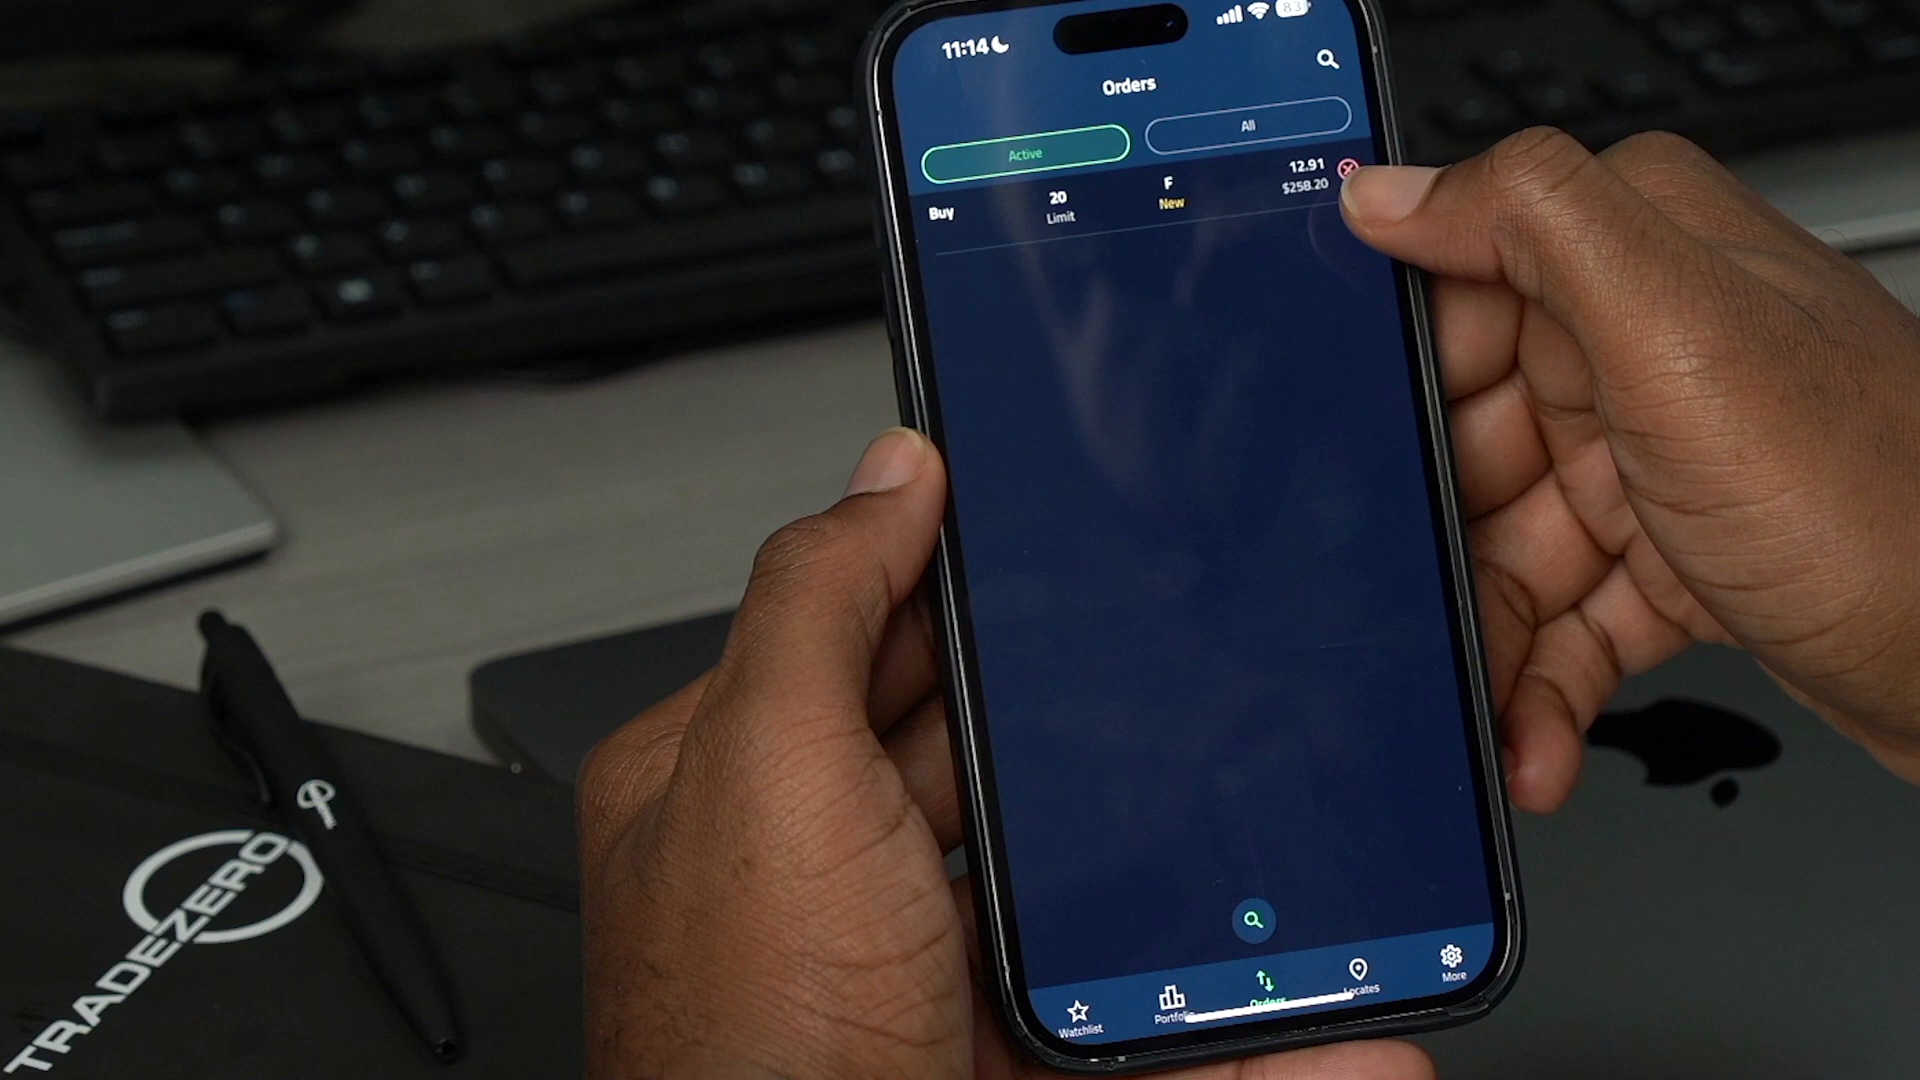 11:14
83
Orders
Active
All
Buy
20
Limit
F
New
12.91
$258.20
Watchlist
Portfolio
Orders
Locates
More
TRADEZERO